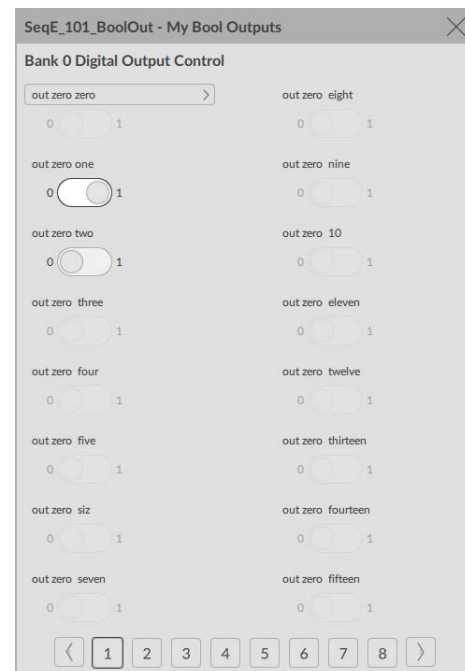 SeqE_101_BoolOut - My Bool Outputs
Bank 0 Digital Output Control
out zero zero >
0 1
out zero one
0 1
out zero two
0 1
out zero three
0 1
out zero four
0 1
out zero five
0 1
out zero siz
0 1
out zero seven
0 1
out zero eight
0 1
out zero nine
0 1
out zero 10
0 1
out zero eleven
0 1
out zero twelve
0 1
out zero thirteen
0 1
out zero fourteen
0 1
out zero fifteen
0 1
< 1 2 3 4 5 6 7 8 >